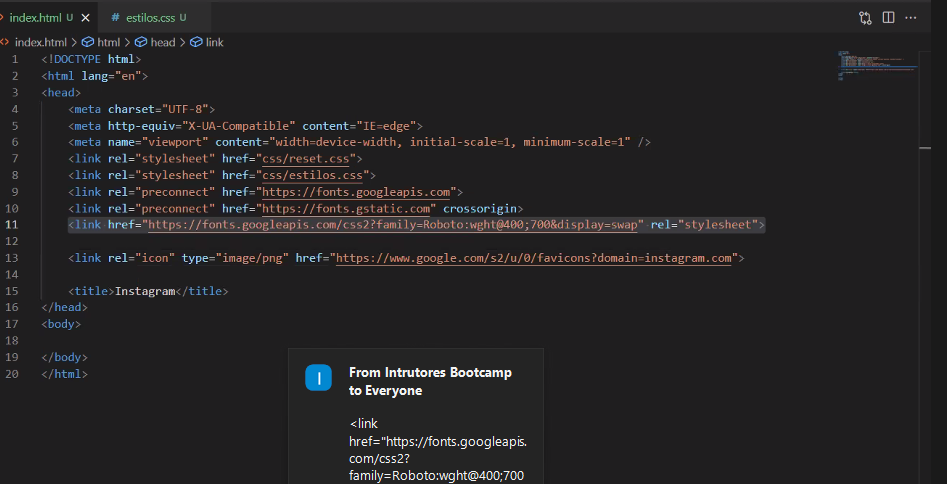 index.html U ×
# estilos.css U
index.html > html > head > link
1 <!DOCTYPE html>
2 <html lang="en">
3 <head>
4 <meta charset="UTF-8">
5 <meta http-equiv="X-UA-Compatible" content="IE=edge">
6 <meta name="viewport" content="width=device-width, initial-scale=1, minimum-scale=1" />
7 <link rel="stylesheet" href="css/reset.css">
8 <link rel="stylesheet" href="css/estilos.css">
9 <link rel="preconnect" href="https://fonts.googleapis.com">
10 <link rel="preconnect" href="https://fonts.gstatic.com" crossorigin>
11 <link href="https://fonts.googleapis.com/css2?family=Roboto:wght@400;700&display=swap" rel="stylesheet">
12
13 <link rel="icon" type="image/png" href="https://www.google.com/s2/u/0/favicons?domain=instagram.com">
14
15 <title>Instagram</title>
16 </head>
17 <body>
18
19 </body>
20 </html>
I
From Intrutores Bootcamp
to Everyone
<link
href="https://fonts.googleapis.
com/css2?
family=Roboto:wght@400;700